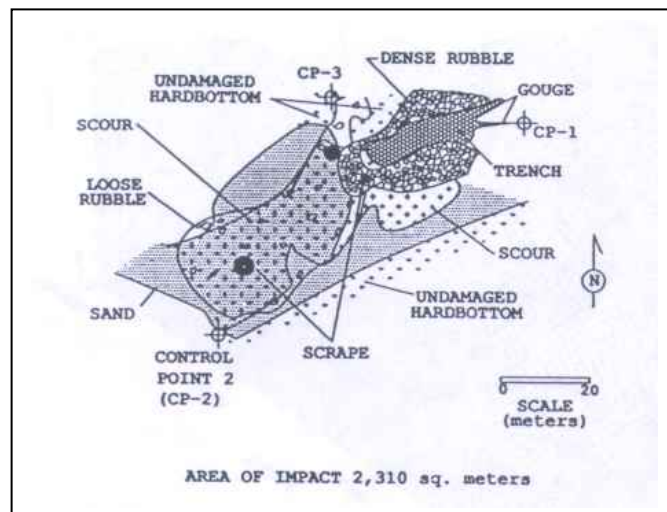 DENSE RUBBLE
CP-3
UNDAMAGED
HARDBOTTOM
GOUGE
SCOUR
CP-1
LOOSE
RUBBLE
TRENCH
SCOUR
N
SAND
UNDAMAGED
HARDBOTTOM
SCRAPE
CONTROL
POINT 2
(CP-2)
0 20
SCALE
(meters)
AREA OF IMPACT 2,310 sq. meters